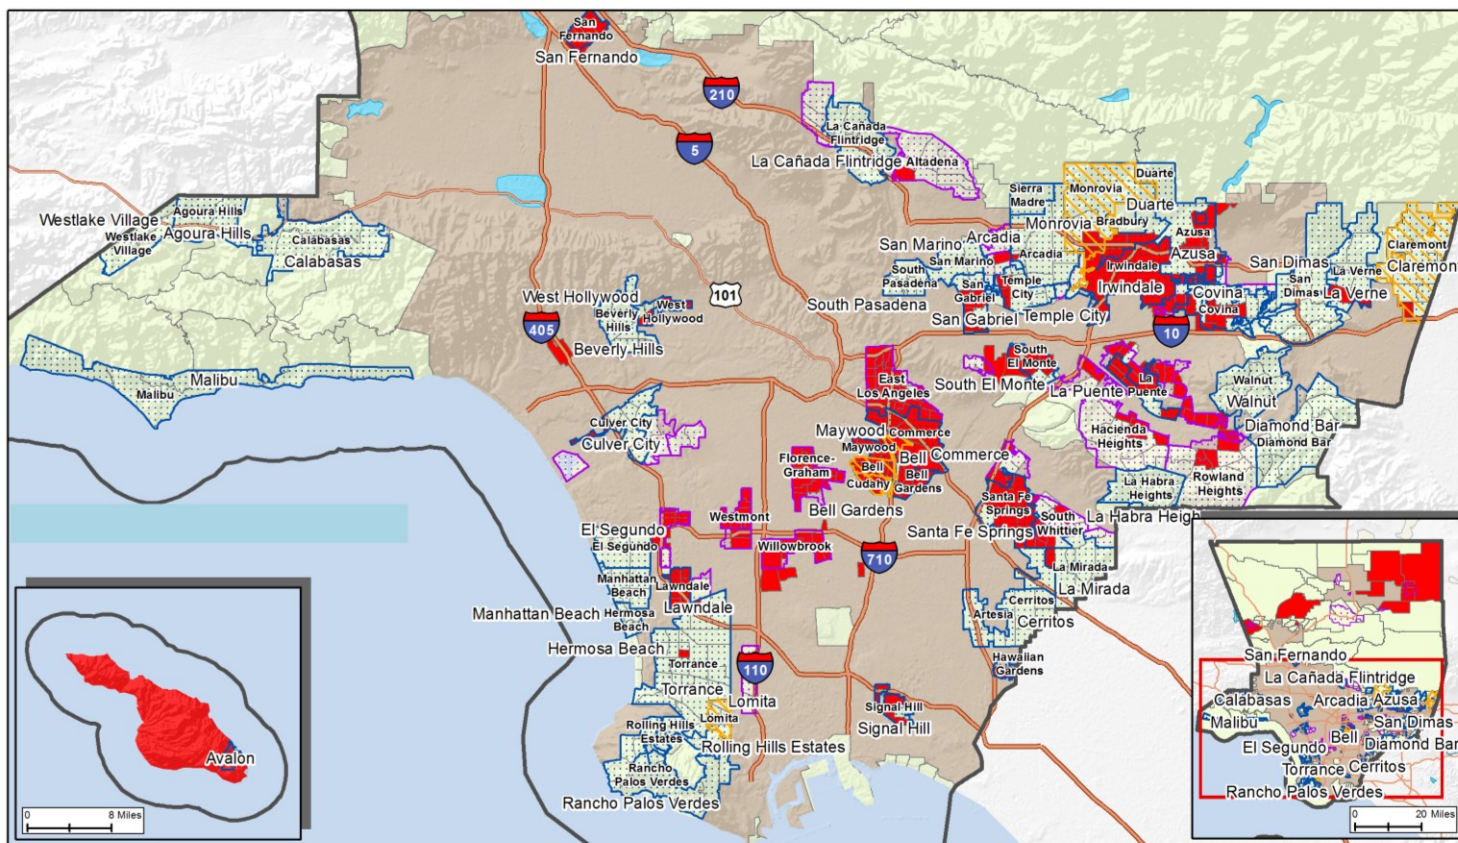 San
Fernando
San Fernando
210
5
La Cañada
Flintridge
La Cañada Flintridge
Altadena
Westlake Village
Agoura Hills
Westlake
Village
Agoura Hills
Calabasas
Calabasas
Sierra
Madre
Monrovia
Duarte
Duarte
Bradbury
Monrovia
Azusa
Azusa
San Marino
Arcadia
San Marino
Arcadia
Irwindale
Irwindale
San Dimas
Claremont
Claremont
La Verne
La Verne
San
Dimas
South
Pasadena
South Pasadena
San
Gabriel
San Gabriel
Temple
City
Temple City
Covina
Covina
10
101
West Hollywood
West
Hollywood
Beverly
Hills
Beverly Hills
405
Malibu
Malibu
South
El Monte
South El Monte
La Puente
La
Puente
Walnut
Walnut
Diamond Bar
Diamond Bar
East
Los Angeles
Culver City
Culver City
Maywood
Commerce
Maywood
Bell
Commerce
Bell
Bell
Gardens
Cudahy
Bell Gardens
Florence-
Graham
Hacienda
Heights
Rowland
Heights
La Habra
Heights
La Habra Heigh
Santa Fe
Springs
Santa Fe Springs
South
Whittier
La Mirada
La Mirada
Westmont
Willowbrook
710
El Segundo
El Segundo
Manhattan
Beach
Manhattan Beach
Lawndale
Lawndale
Hermosa
Beach
Hermosa Beach
Cerritos
Artesia
Cerritos
Hawaiian
Gardens
Torrance
Torrance
110
Lomita
Lomita
Signal Hill
Signal Hill
Rolling Hills
Estates
Rolling Hills Estates
Rancho
Palos Verdes
Rancho Palos Verdes
Avalon
0 8 Miles
San Fernando
La Cañada Flintridge
Calabasas
Arcadia
Azusa
Malibu
San Dimas
Bell
El Segundo
Diamond Bar
Torrance
Cerritos
Rancho Palos Verdes
0 20 Miles